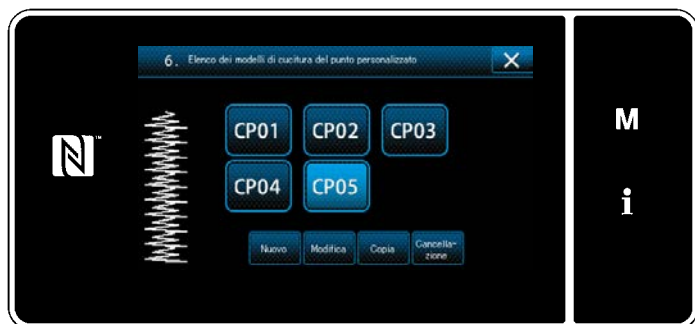 6. Elenco dei modelli di cucitura del punto personalizzato
CP01 CP02 CP03
CP04 CP05
Nuovo Modifica Copia Cancella-
zione
N™
M
i